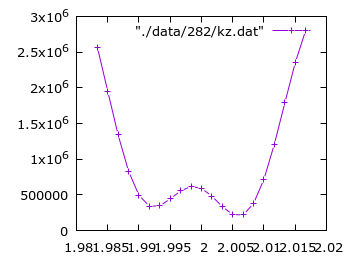 3x10^6
"./data/282/kz.dat"
2.5x10^6
2x10^6
1.5x10^6
1x10^6
500000
0
1.98 1.985 1.99 1.995 2 2.005 2.01 2.015 2.02